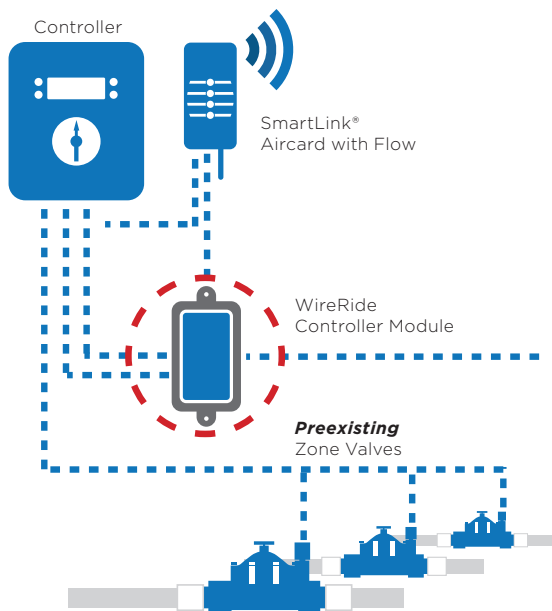 Controller
SmartLink®
Aircard with Flow
WireRide
Controller Module
Preexisting
Zone Valves